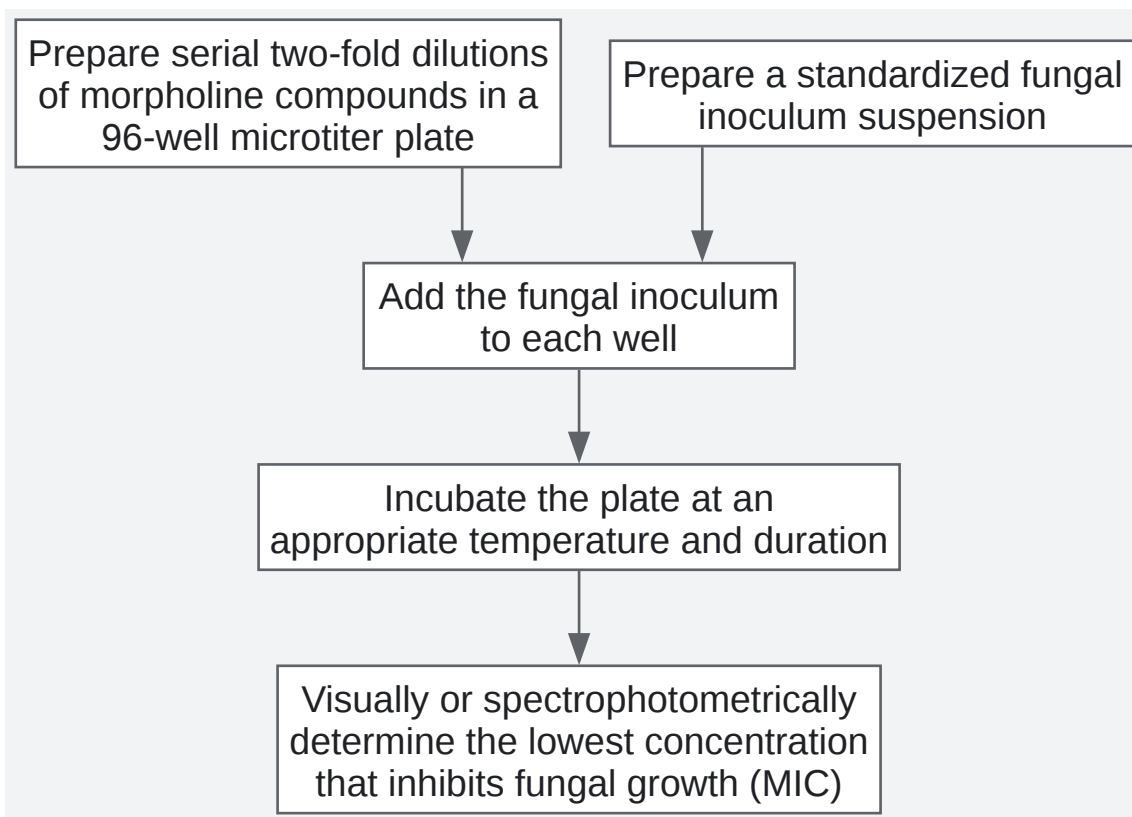 Prepare serial two-fold dilutions
of morpholine compounds in a
96-well microtiter plate
Prepare a standardized fungal
inoculum suspension
Add the fungal inoculum
to each well
Incubate the plate at an
appropriate temperature and duration
Visually or spectrophotometrically
determine the lowest concentration
that inhibits fungal growth (MIC)